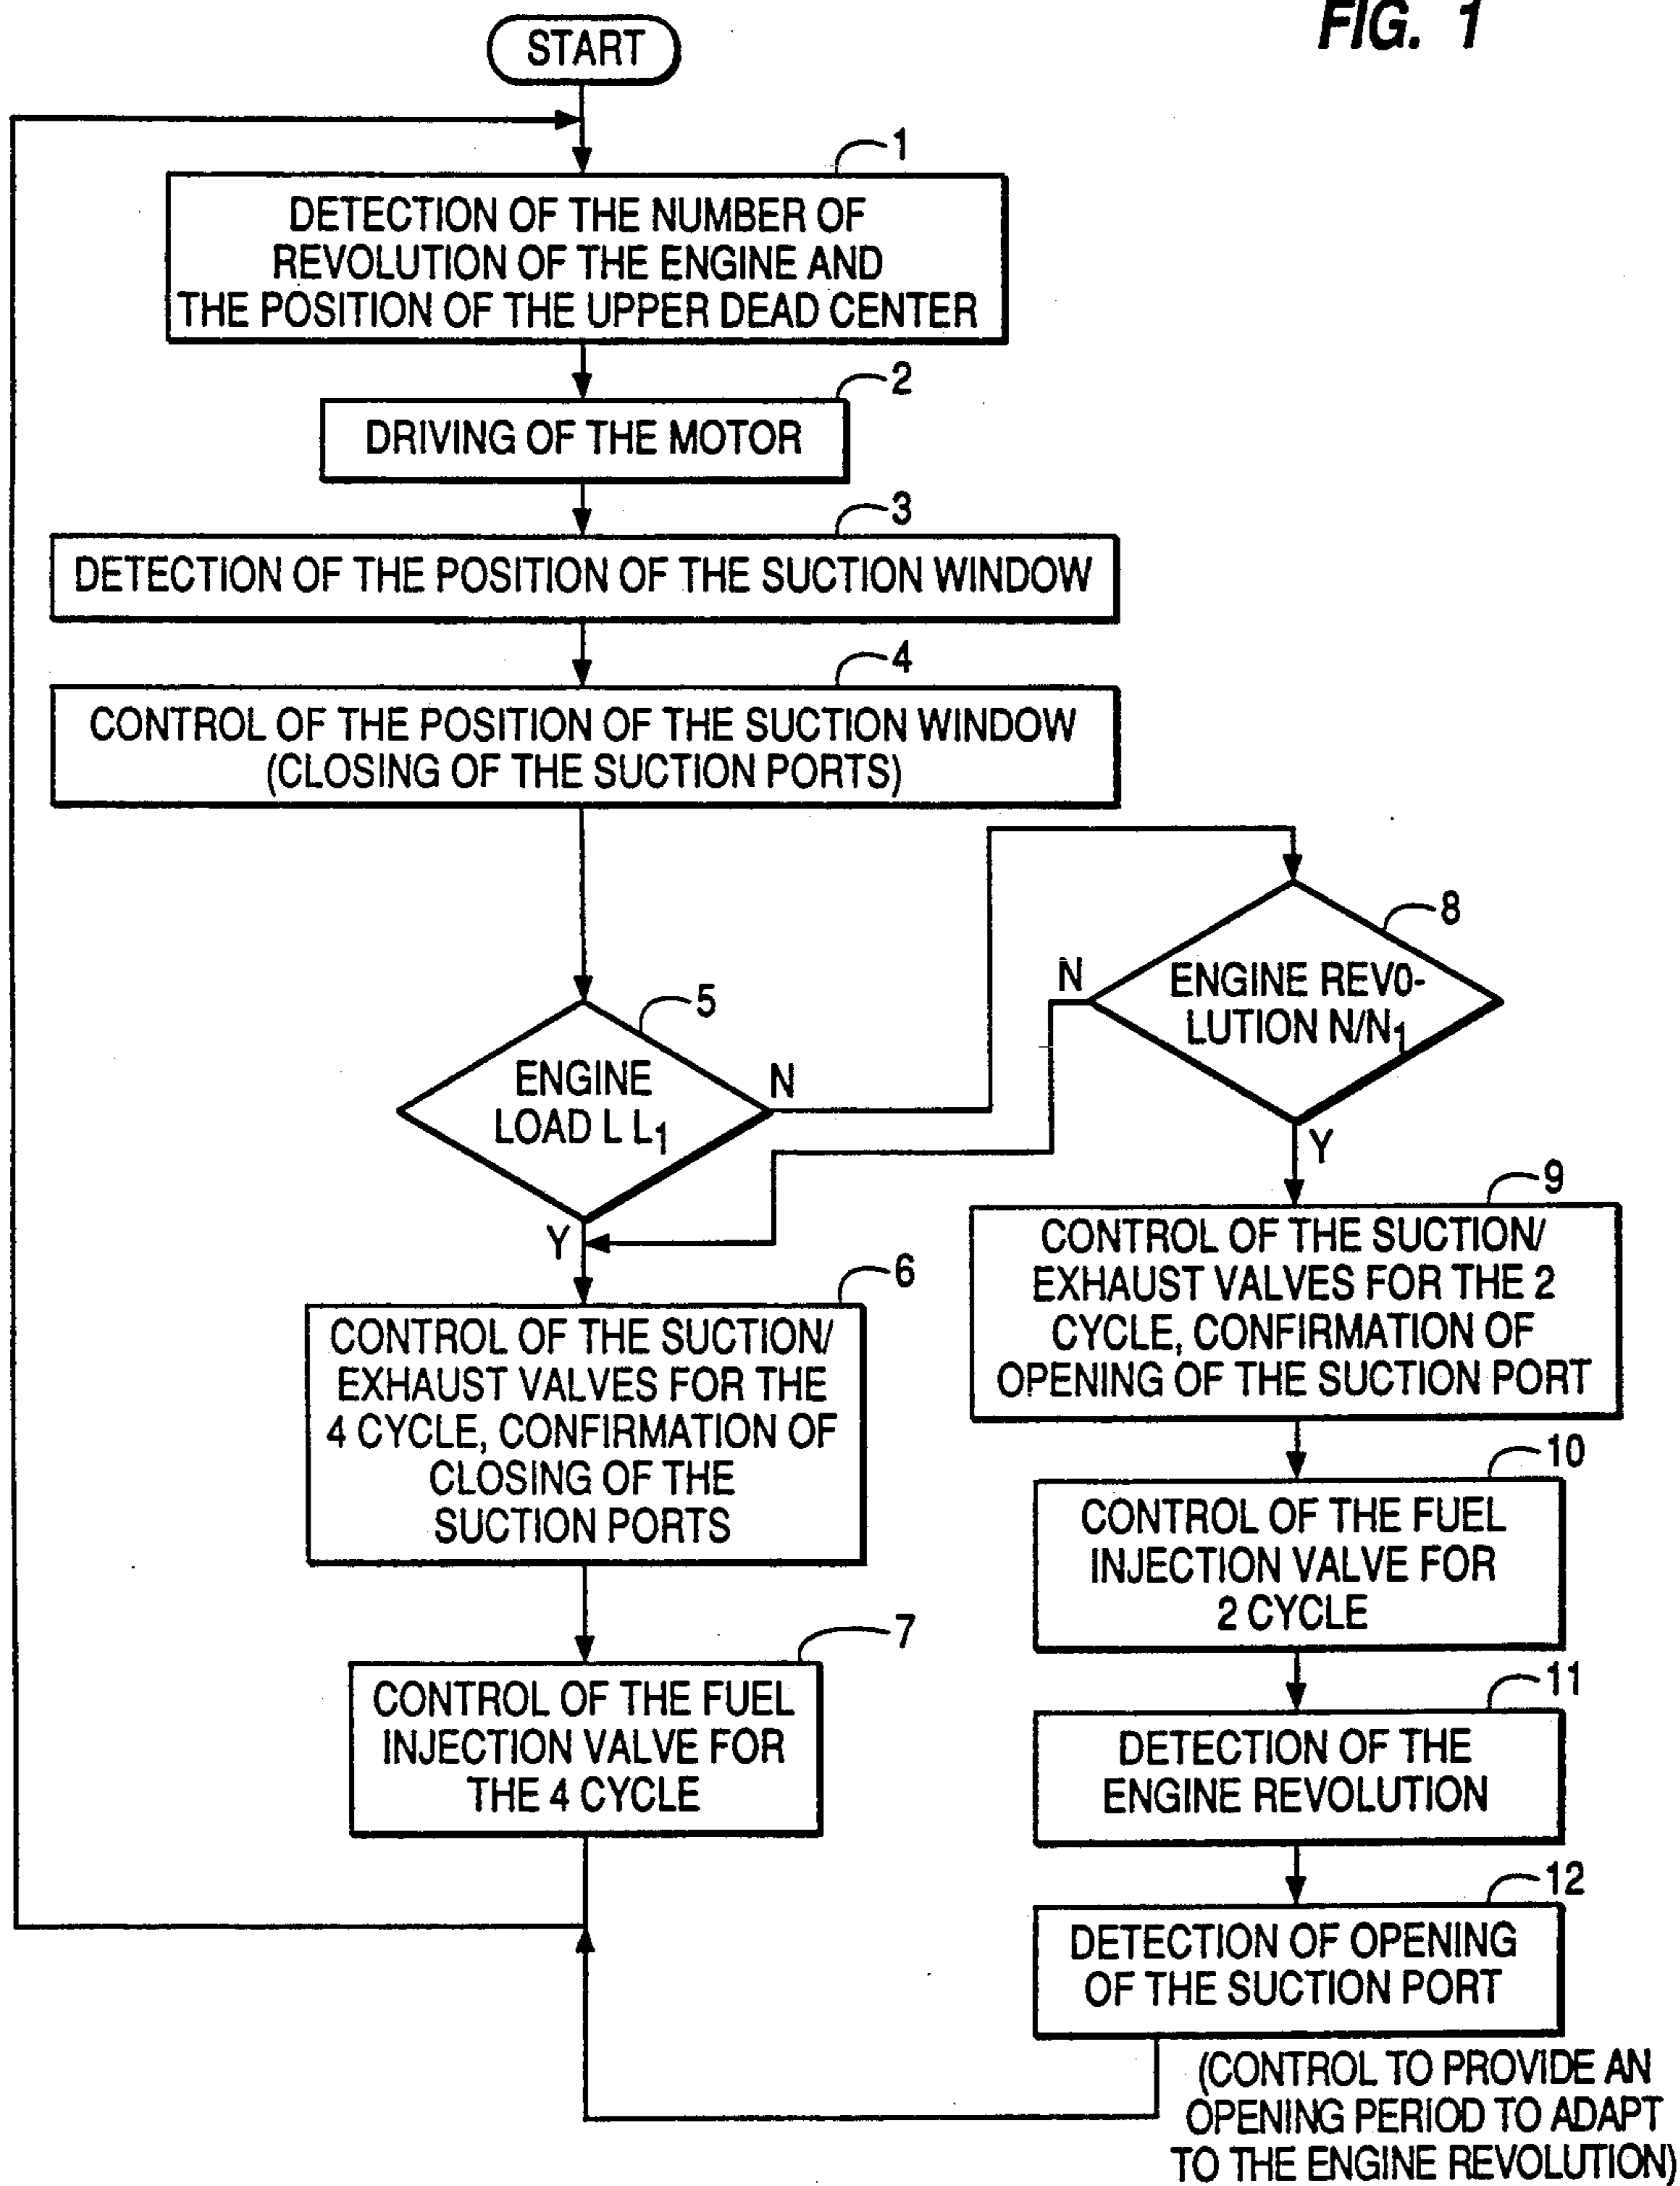 FIG. 1
START
1
DETECTION OF THE NUMBER OF
REVOLUTION OF THE ENGINE AND
THE POSITION OF THE UPPER DEAD CENTER
2
DRIVING OF THE MOTOR
3
DETECTION OF THE POSITION OF THE SUCTION WINDOW
4
CONTROL OF THE POSITION OF THE SUCTION WINDOW
(CLOSING OF THE SUCTION PORTS)
5
ENGINE
LOAD L L₁
N
Y
8
ENGINE REVO-
LUTION N/N₁
N
Y
6
CONTROL OF THE SUCTION/
EXHAUST VALVES FOR THE
4 CYCLE, CONFIRMATION OF
CLOSING OF THE
SUCTION PORTS
7
CONTROL OF THE FUEL
INJECTION VALVE FOR
THE 4 CYCLE
9
CONTROL OF THE SUCTION/
EXHAUST VALVES FOR THE 2
CYCLE, CONFIRMATION OF
OPENING OF THE SUCTION PORT
10
CONTROL OF THE FUEL
INJECTION VALVE FOR
2 CYCLE
11
DETECTION OF THE
ENGINE REVOLUTION
12
DETECTION OF OPENING
OF THE SUCTION PORT
(CONTROL TO PROVIDE AN
OPENING PERIOD TO ADAPT
TO THE ENGINE REVOLUTION)